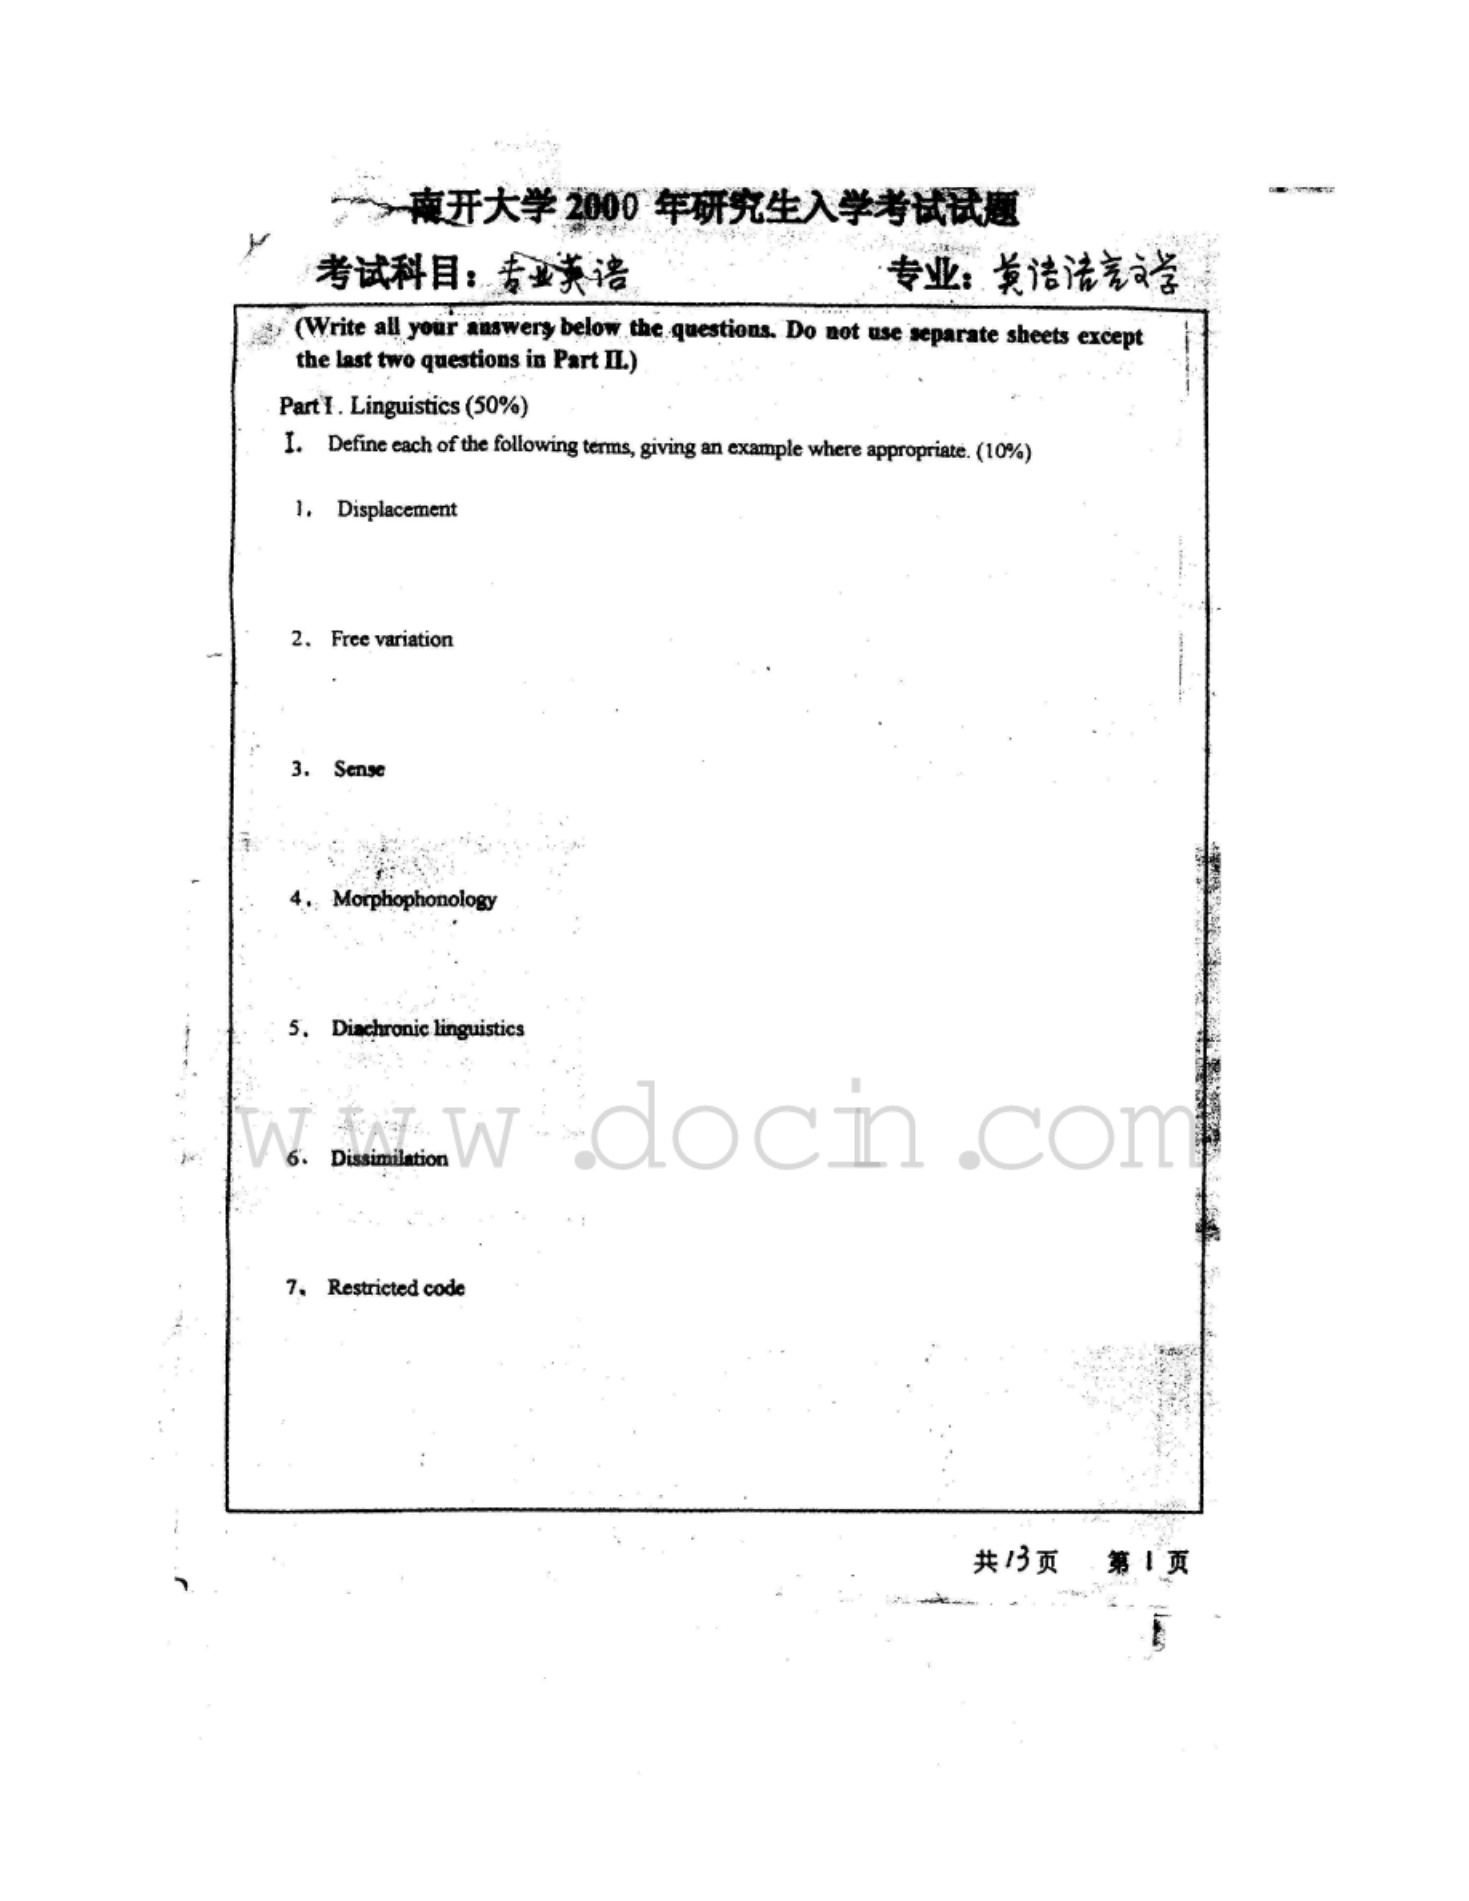 南开大学 2000 年研究生入学考试试题
考试科目：专业英语 专业：英语语言文学
(Write all your answers below the questions. Do not use separate sheets except
the last two questions in Part II.)
Part I . Linguistics (50%)
I. Define each of the following terms, giving an example where appropriate. (10%)
1. Displacement
2. Free variation
3. Sense
4. Morphophonology
5. Diachronic linguistics
www.docin.com
6. Dissimilation
7. Restricted code
共 13 页 第 1 页